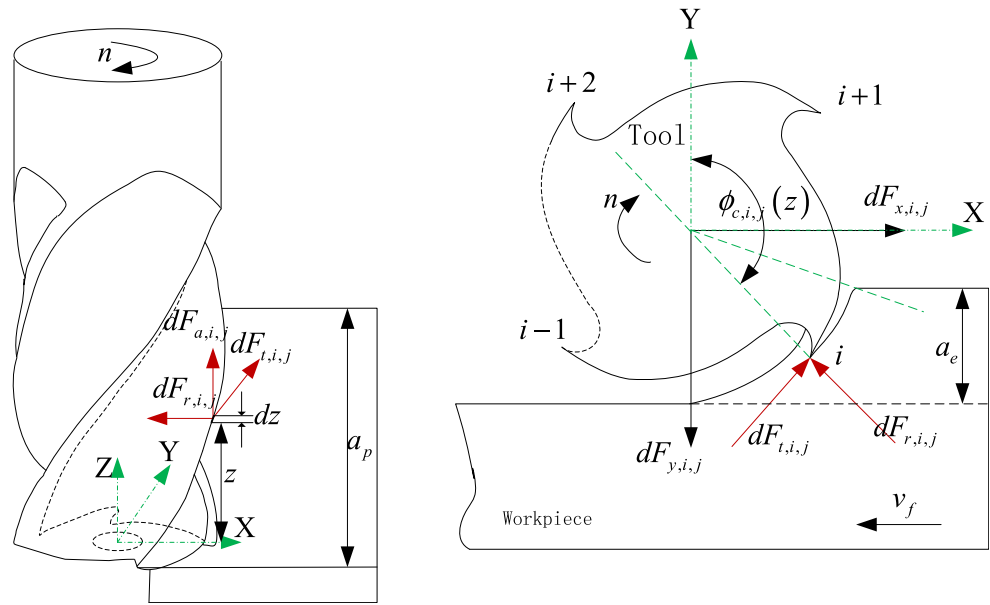 n
dF_{a,i,j}
dF_{t,i,j}
dF_{r,i,j}
dz
a_p
z
Z
Y
X
Y
i+2
i+1
Tool
n
ϕ_{c,i,j}(z)
dF_{x,i,j}
X
i−1
i
a_e
dF_{y,i,j}
dF_{t,i,j}
dF_{r,i,j}
Workpiece
v_f